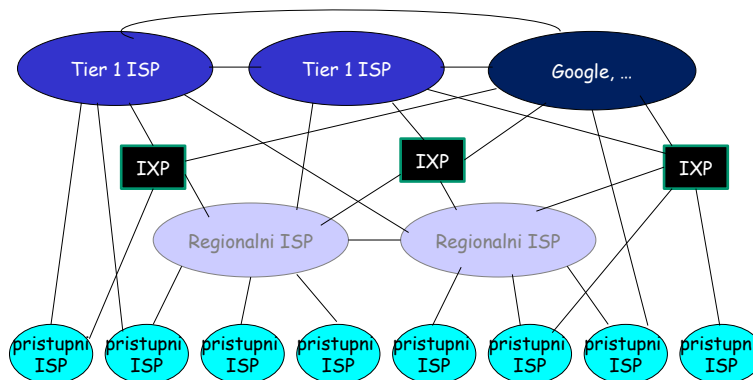 Tier 1 ISP
Tier 1 ISP
Google, …
IXP
IXP
IXP
Regionalni ISP
Regionalni ISP
pristupni
ISP
pristupni
ISP
pristupni
ISP
pristupni
ISP
pristupni
ISP
pristupni
ISP
pristupni
ISP
pristupni
ISP